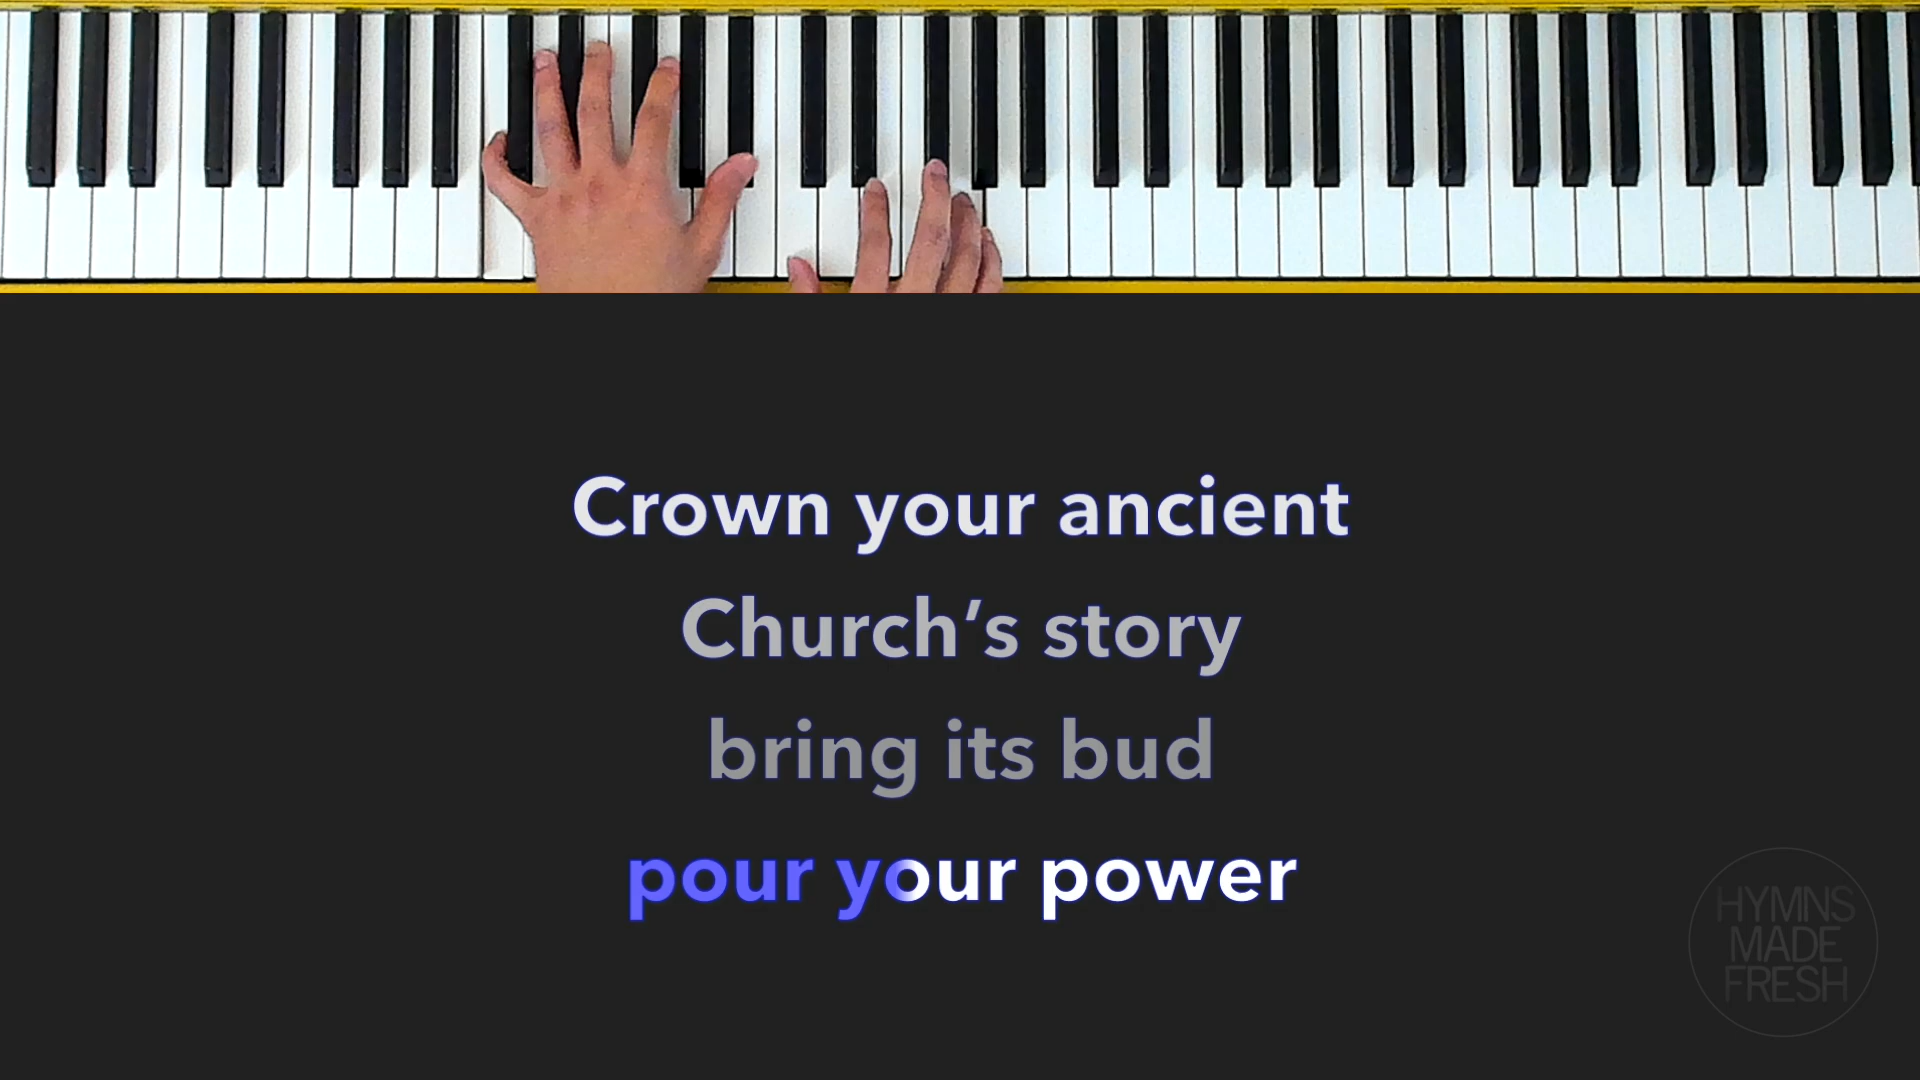 Crown your ancient
Church’s story
bring its bud
pour your power
HYMNS
MADE
FRESH